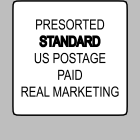 PRESORTED
STANDARD
US POSTAGE
PAID
REAL MARKETING